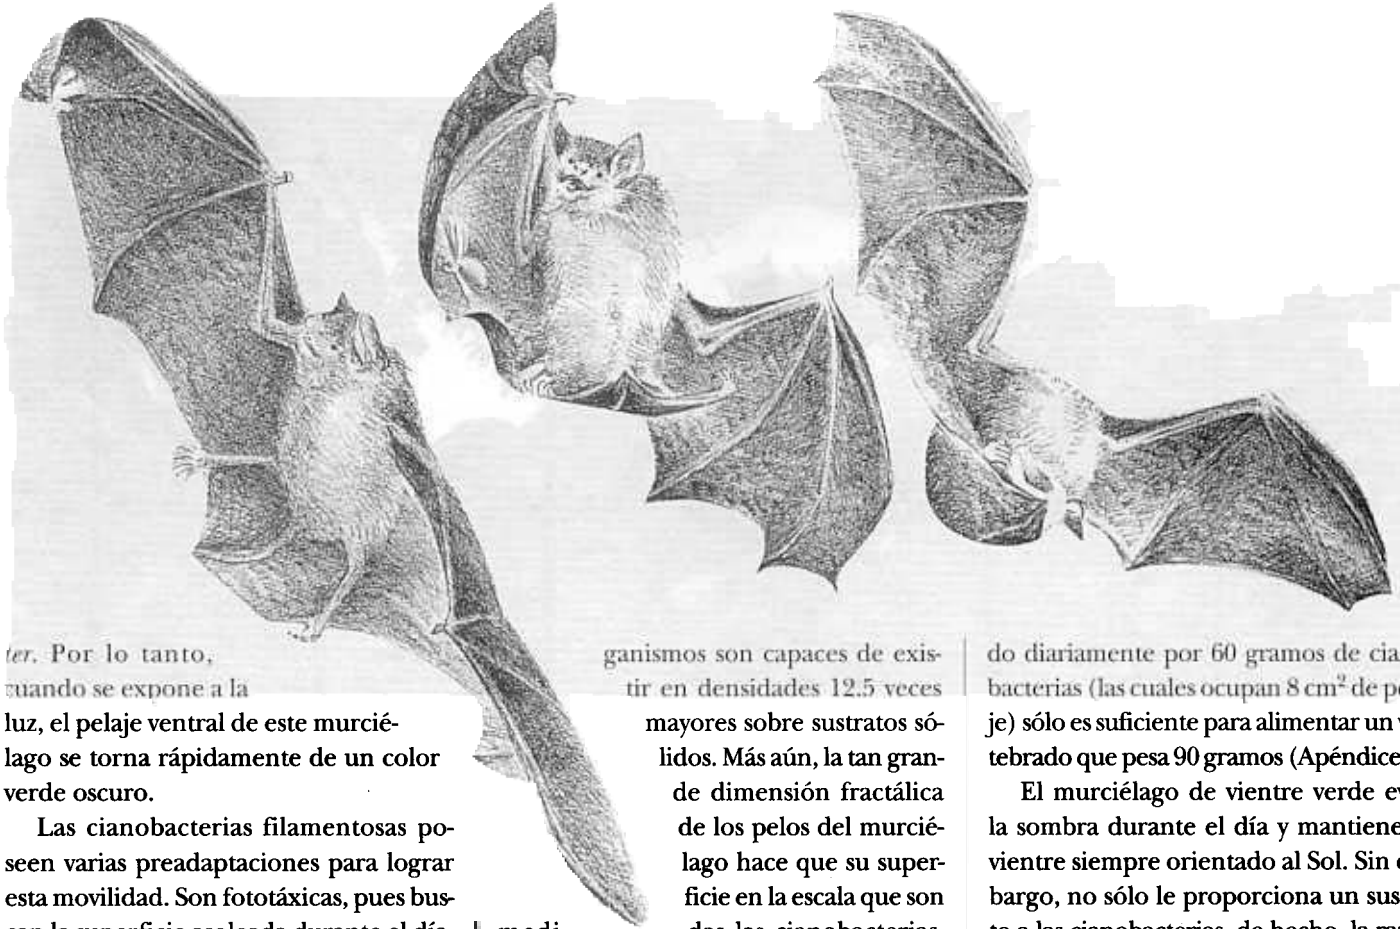 ter. Por lo tanto,
cuando se expone a la
luz, el pelaje ventral de este murcié-
lago se torna rápidamente de un color
verde oscuro.
Las cianobacterias filamentosas po-
seen varias preadaptaciones para lograr
esta movilidad. Son fototáxicas, pues bus-
ganismos son capaces de exis-
tir en densidades 12.5 veces
mayores sobre sustratos só-
lidos. Más aún, la tan gran-
de dimensión fractálica
de los pelos del murcié-
lago hace que su super-
ficie en la escala que son
do diariamente por 60 gramos de cia
bacterias (las cuales ocupan 8 cm² de pe
je) sólo es suficiente para alimentar un
tebrado que pesa 90 gramos (Apéndice
El murciélago de vientre verde ev
la sombra durante el día y mantiene
vientre siempre orientado al Sol. Sin
bargo, no sólo le proporciona un sus